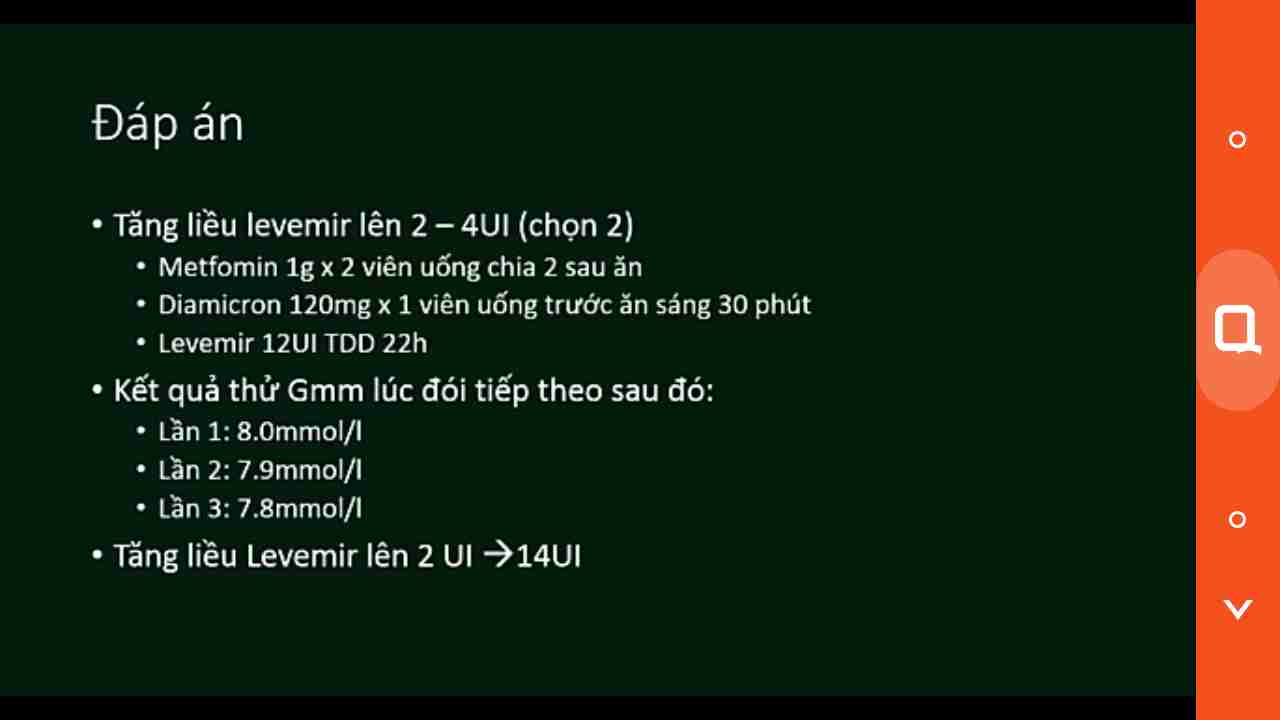 Đáp án
• Tăng liều levemir lên 2 – 4UI (chọn 2)
• Metfomin 1g x 2 viên uống chia 2 sau ăn
• Diamicron 120mg x 1 viên uống trước ăn sáng 30 phút
• Levemir 12UI TDD 22h
• Kết quả thử Gmm lúc đói tiếp theo sau đó:
• Lần 1: 8.0mmol/l
• Lần 2: 7.9mmol/l
• Lần 3: 7.8mmol/l
• Tăng liều Levemir lên 2 UI →14UI